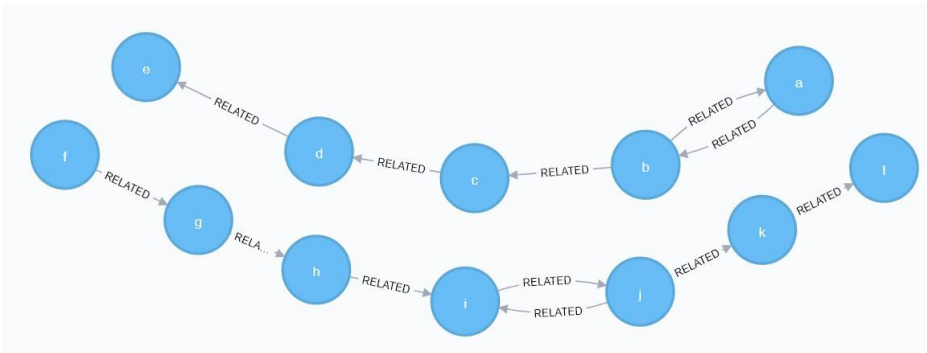 e
RELATED
d
RELATED
c
RELATED
b
RELATED
RELATED
a
f
RELATED
g
RELA...
h
RELATED
i
RELATED
RELATED
j
RELATED
k
RELATED
l